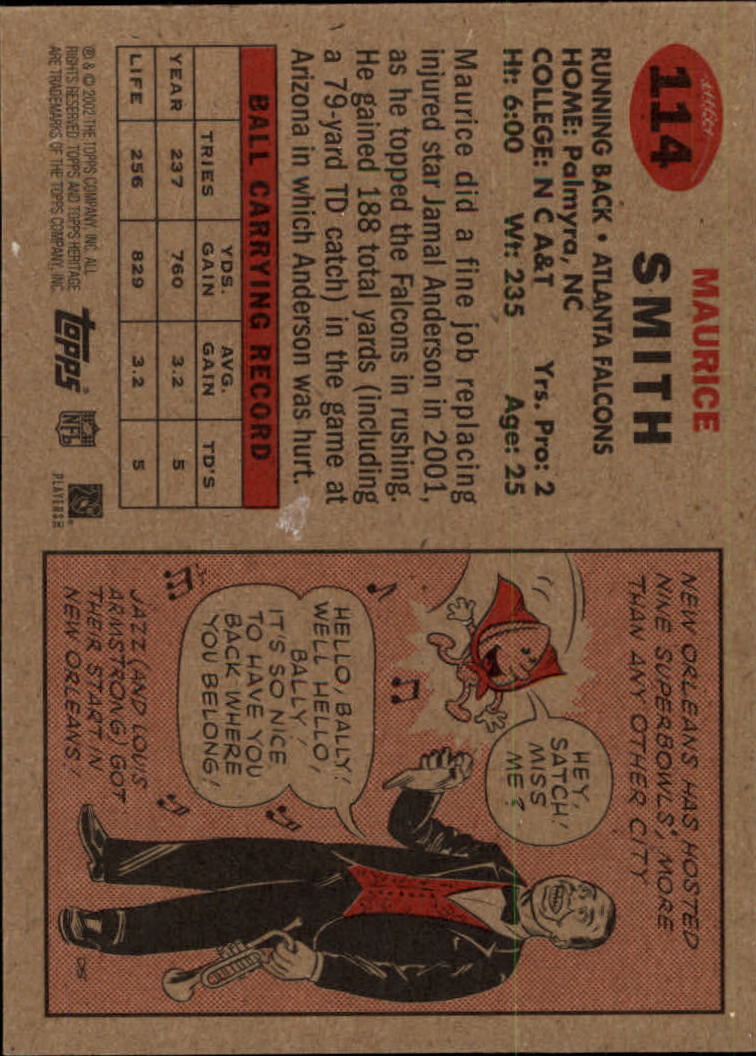 114
MAURICE
SMITH
RUNNING BACK • ATLANTA FALCONS
HOME: Palmyra, NC
COLLEGE: N C A&T Yrs. Pro: 2
Ht: 6:00 Wt: 235 Age: 25
Maurice did a fine job replacing
injured star Jamal Anderson in 2001,
as he topped the Falcons in rushing.
He gained 188 total yards (including
a 79-yard TD catch) in the game at
Arizona in which Anderson was hurt.
BALL CARRYING RECORD
TRIES YDS. GAIN AVG. GAIN TD'S
YEAR 237 760 3.2 5
LIFE 256 829 3.2 5
® & © 2002 THE TOPPS COMPANY, INC. ALL
RIGHTS RESERVED. TOPPS AND TOPPS HERITAGE
ARE TRADEMARKS OF THE TOPPS COMPANY, INC.
topps®
NFL
PLAYERS
NEW ORLEANS HAS HOSTED
NINE SUPERBOWLS, MORE
THAN ANY OTHER CITY
HEY,
SATCH!
MISS
ME?
HELLO, BALLY!
WELL HELLO,
BALLY!
IT'S SO NICE
TO HAVE YOU
BACK WHERE
YOU BELONG!
JAZZ (AND LOUIS
ARMSTRONG) GOT
THEIR START IN
NEW ORLEANS!